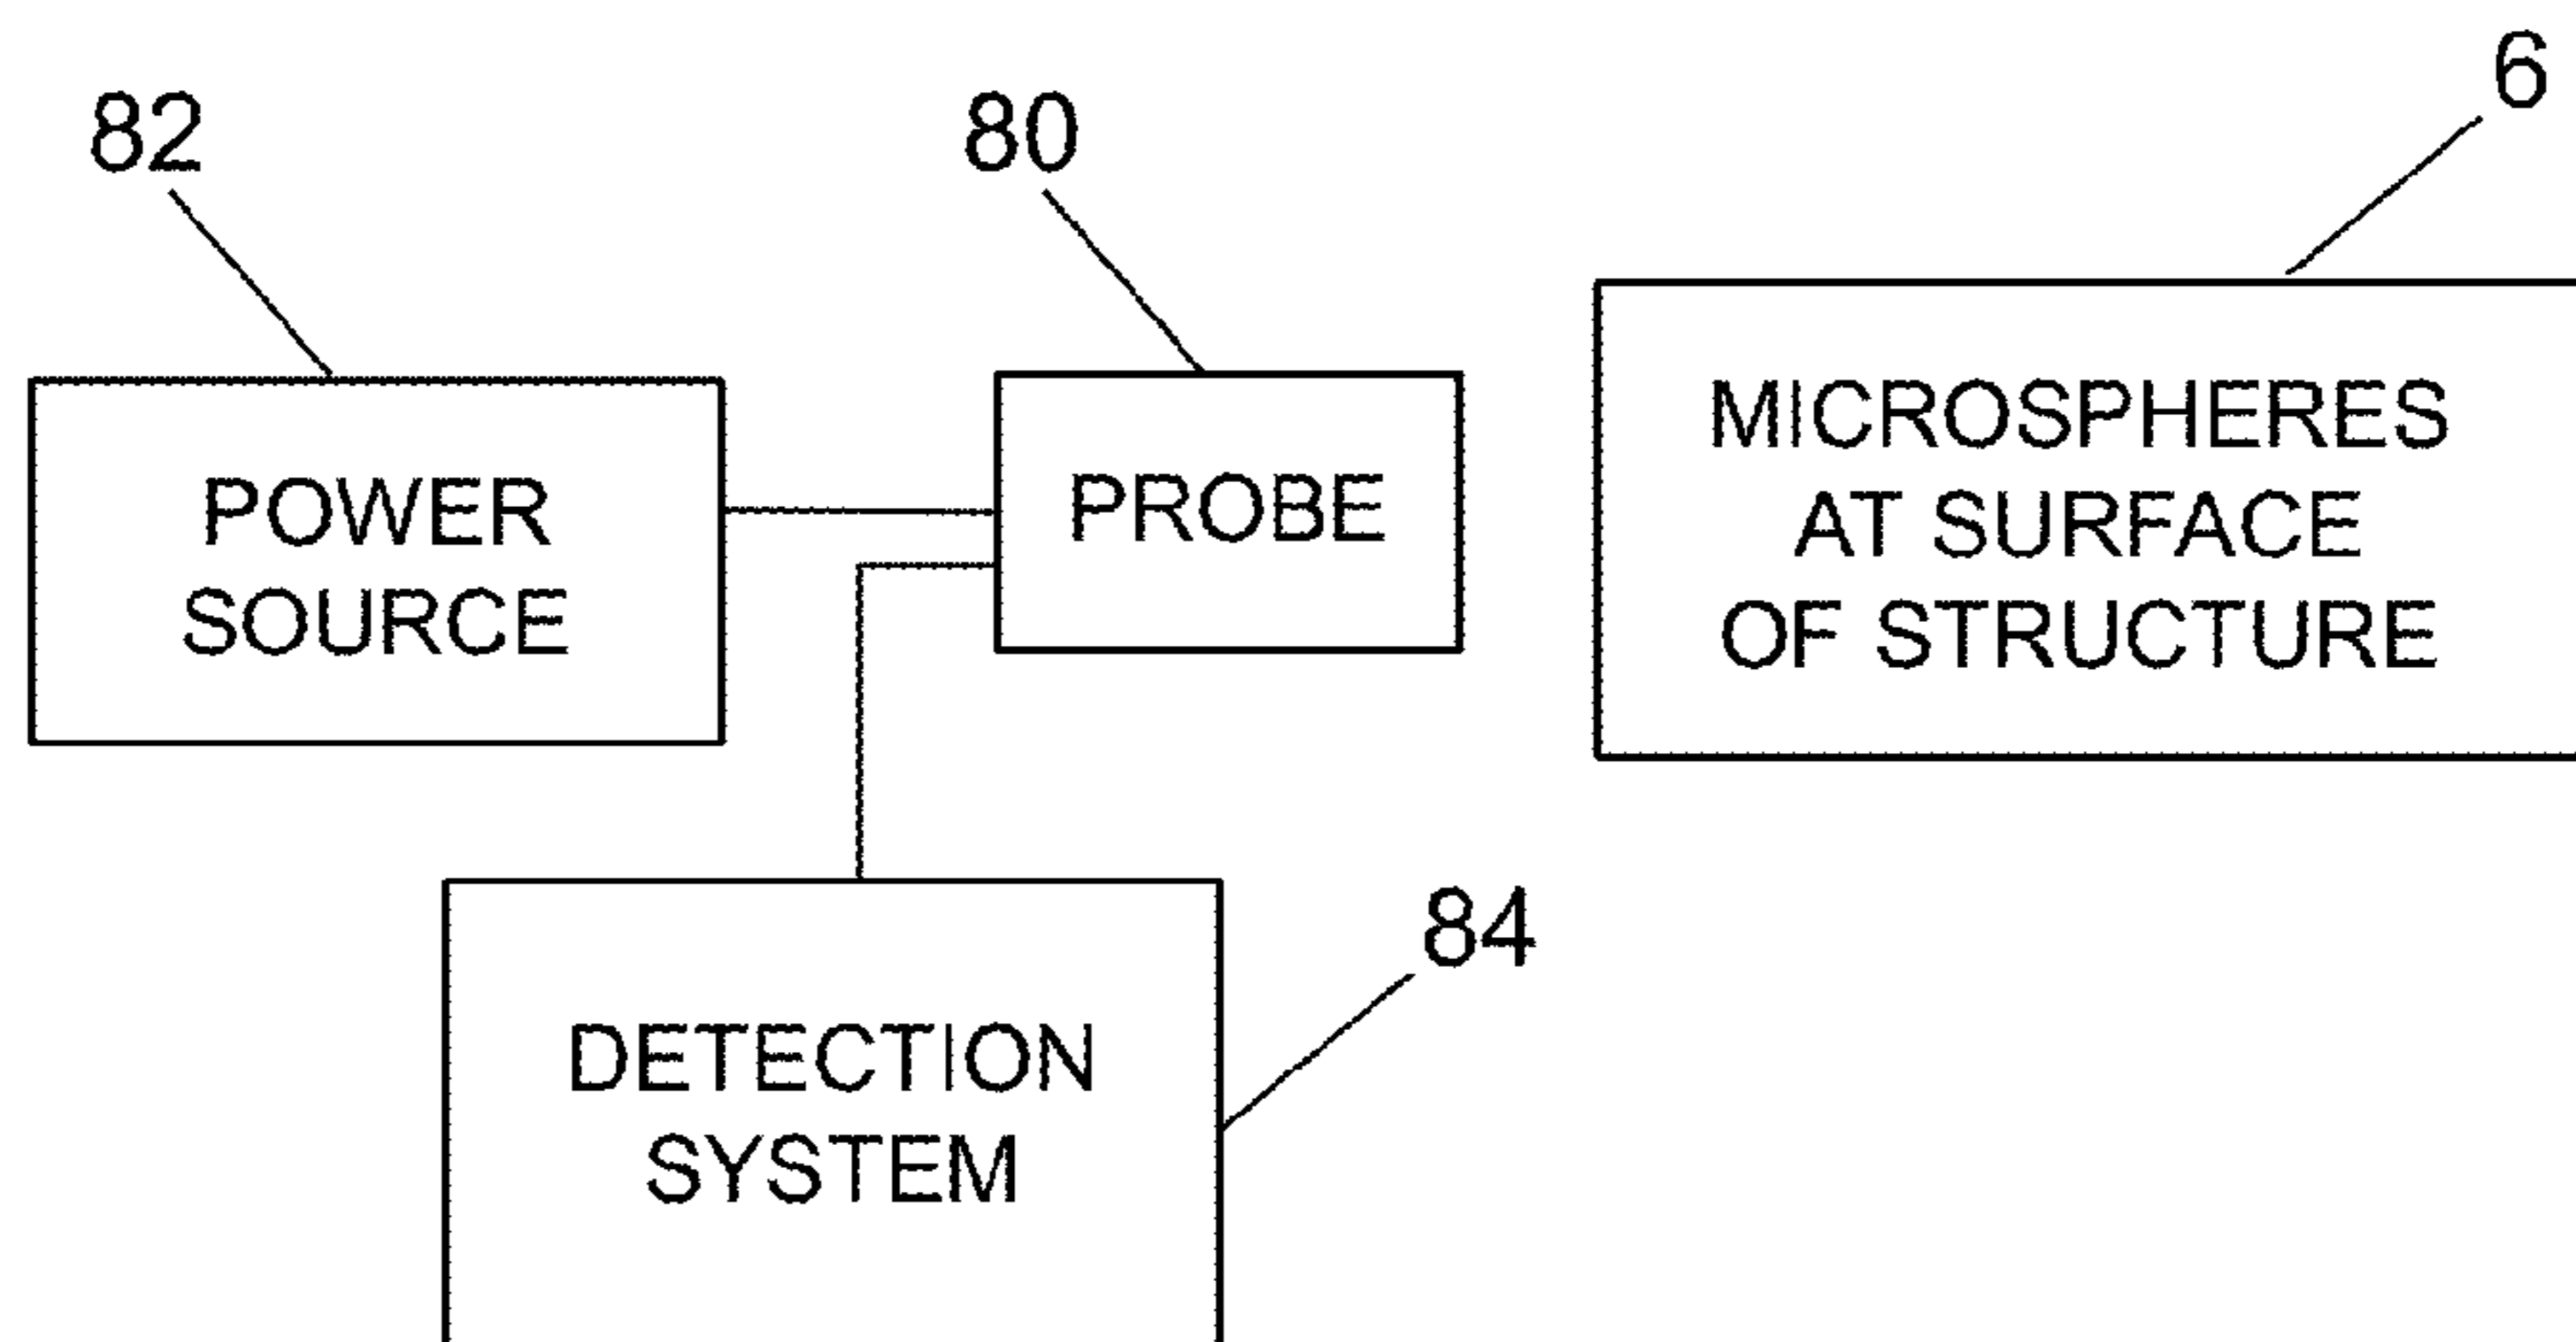 82
80
6
POWER
SOURCE
PROBE
MICROSPHERES
AT SURFACE
OF STRUCTURE
84
DETECTION
SYSTEM